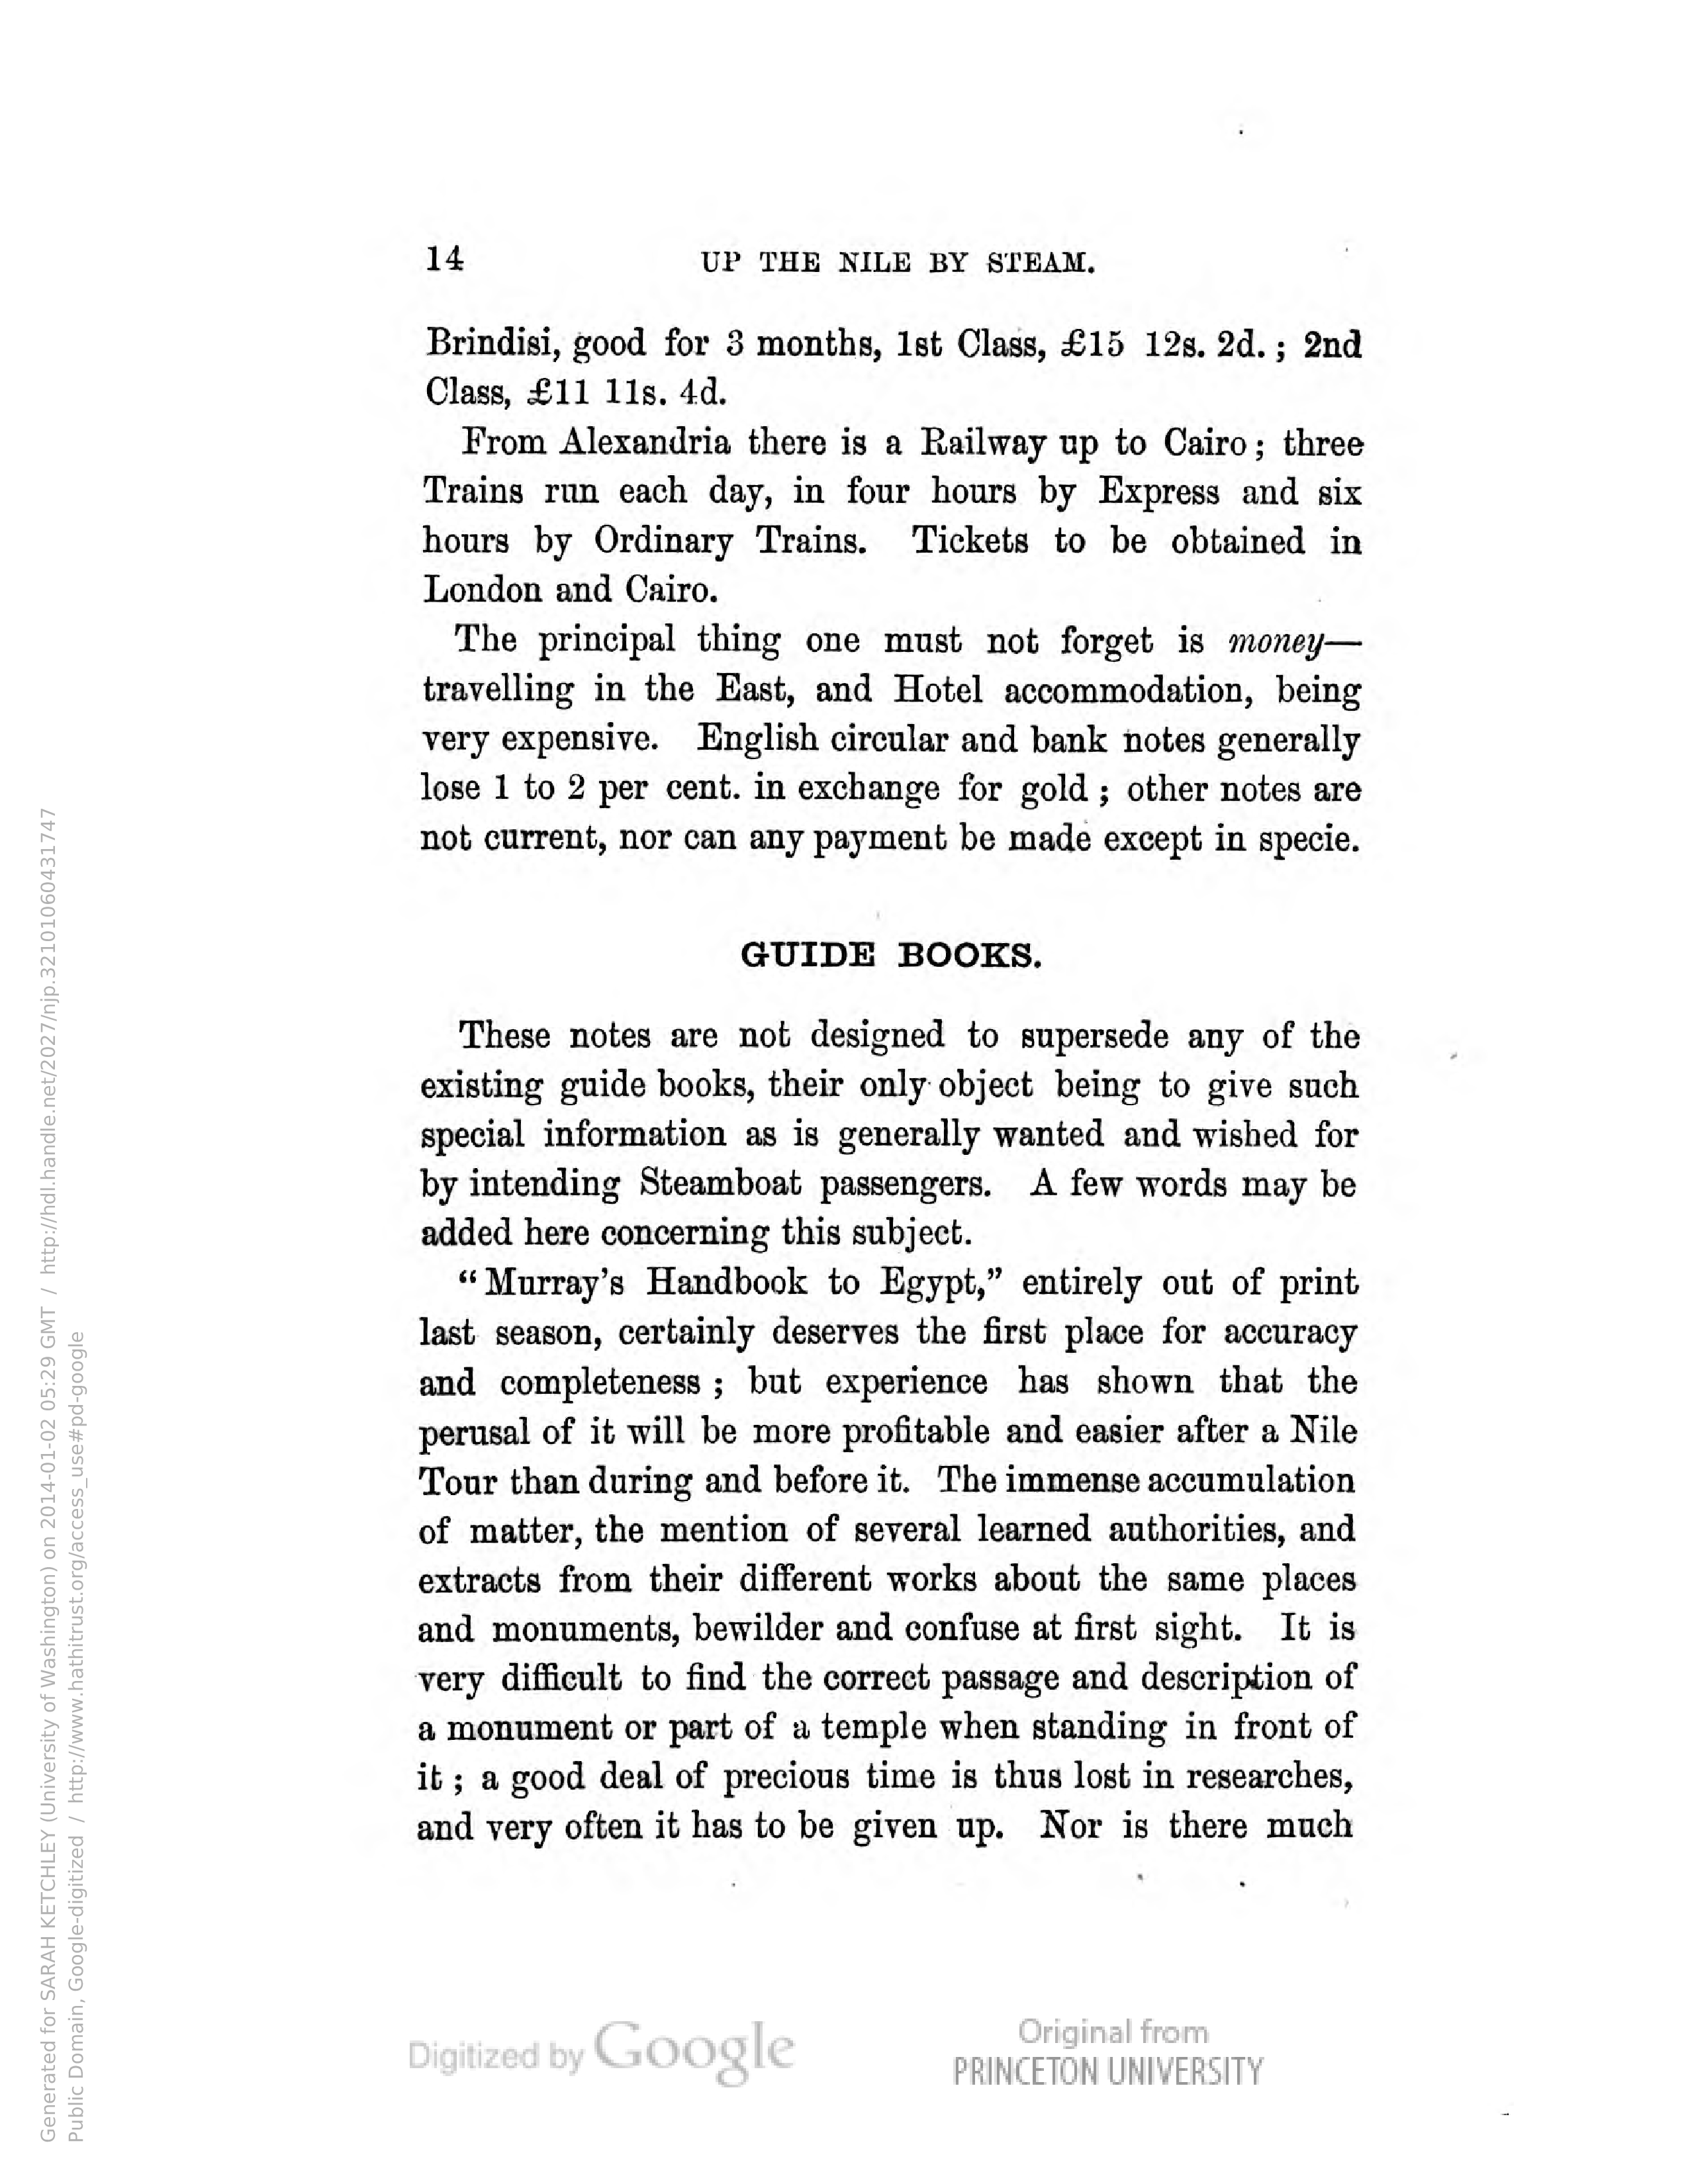 14 UP THE NILE BY STEAM.
Brindisi, good for 3 months, 1st Class, £15 12s. 2d.; 2nd
Class, £11 11s. 4d.
From Alexandria there is a Railway up to Cairo; three
Trains run each day, in four hours by Express and six
hours by Ordinary Trains. Tickets to be obtained in
London and Cairo.
The principal thing one must not forget is money—
travelling in the East, and Hotel accommodation, being
very expensive. English circular and bank notes generally
lose 1 to 2 per cent. in exchange for gold; other notes are
not current, nor can any payment be made except in specie.
GUIDE BOOKS.
These notes are not designed to supersede any of the
existing guide books, their only object being to give such
special information as is generally wanted and wished for
by intending Steamboat passengers. A few words may be
added here concerning this subject.
"Murray's Handbook to Egypt," entirely out of print
last season, certainly deserves the first place for accuracy
and completeness; but experience has shown that the
perusal of it will be more profitable and easier after a Nile
Tour than during and before it. The immense accumulation
of matter, the mention of several learned authorities, and
extracts from their different works about the same places
and monuments, bewilder and confuse at first sight. It is
very difficult to find the correct passage and description of
a monument or part of a temple when standing in front of
it; a good deal of precious time is thus lost in researches,
and very often it has to be given up. Nor is there much
Digitized by Google
Original from
PRINCETON UNIVERSITY
Generated for SARAH KETCHLEY (University of Washington) on 2014-01-02 05:29 GMT / http://hdl.handle.net/2027/njp.32101060431747
Public Domain, Google-digitized / http://www.hathitrust.org/access_use#pd-google